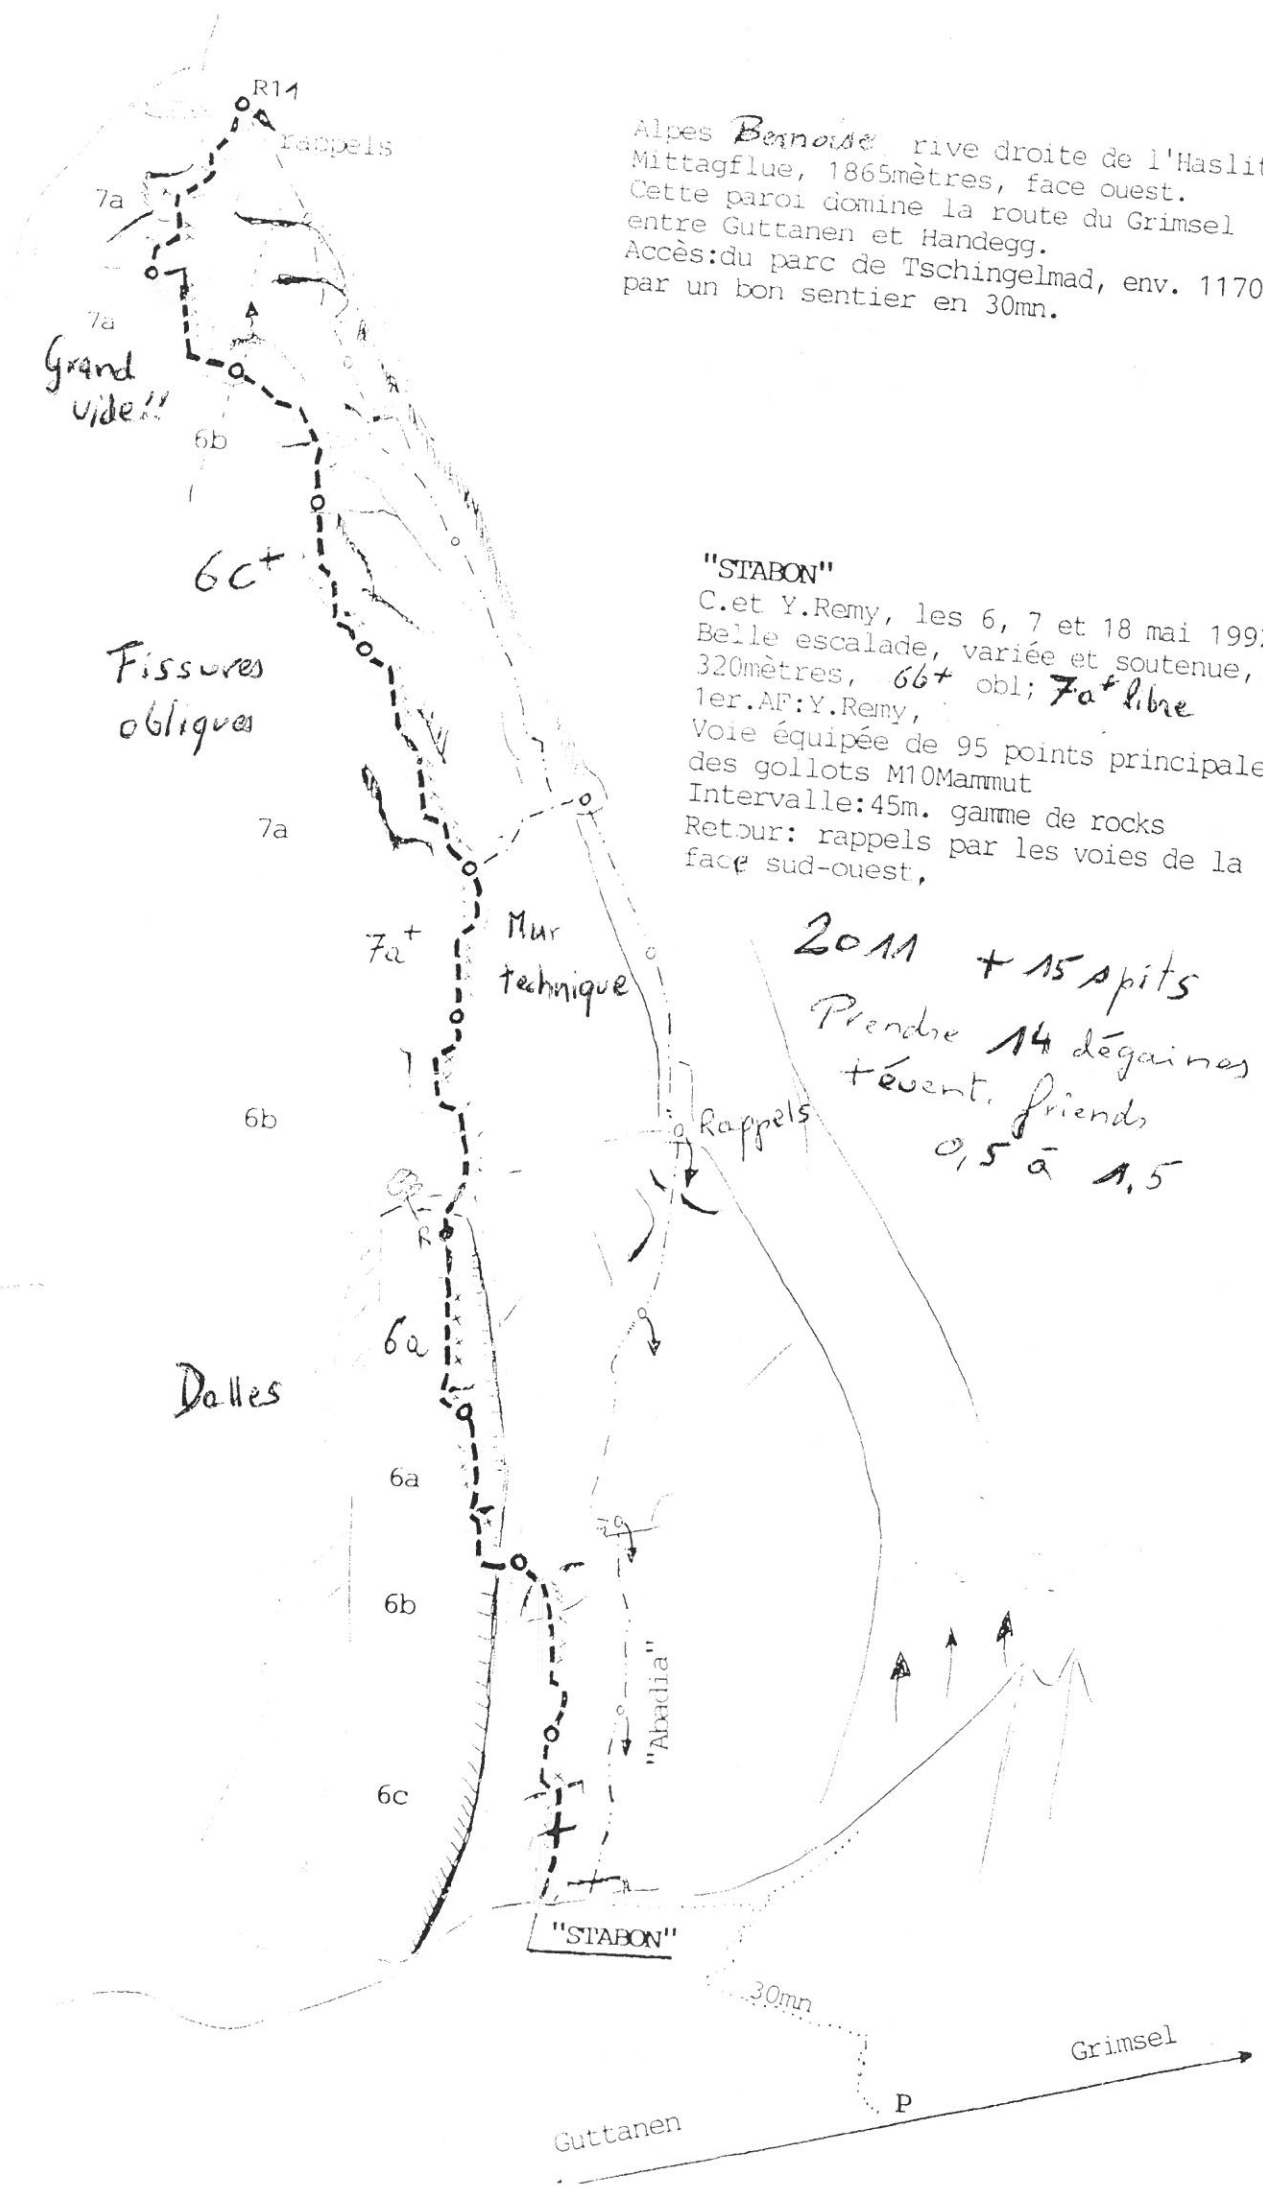 R11
rappels
7a
7a
Grand
vide!!
6b
6c+
Fissures
obliques
7a
7a+
Mur
technique
6b
6a
Dalles
6a
6b
6c
Alpes Bernoise rive droite de l'Haslit
Mittagflue, 1865mètres, face ouest.
Cette paroi domine la route du Grimsel
entre Guttanen et Handegg.
Accès:du parc de Tschingelmad, env. 1170
par un bon sentier en 30mn.
"STABON"
C.et Y.Remy, les 6, 7 et 18 mai 199
Belle escalade, variée et soutenue,
320mètres, 6b+ obl; 7a+ libre
1er.AF:Y.Remy,
Voie équipée de 95 points principale
des gollots M10Mammut
Intervalle:45m. gamme de rocks
Retour: rappels par les voies de la
face sud-ouest,
2011 + 15 spits
Prendre 14 dégaines
+ évent. friends
0,5 à 1,5
Rappels
"Abadia"
"STABON"
30mn
P
Guttanen
Grimsel